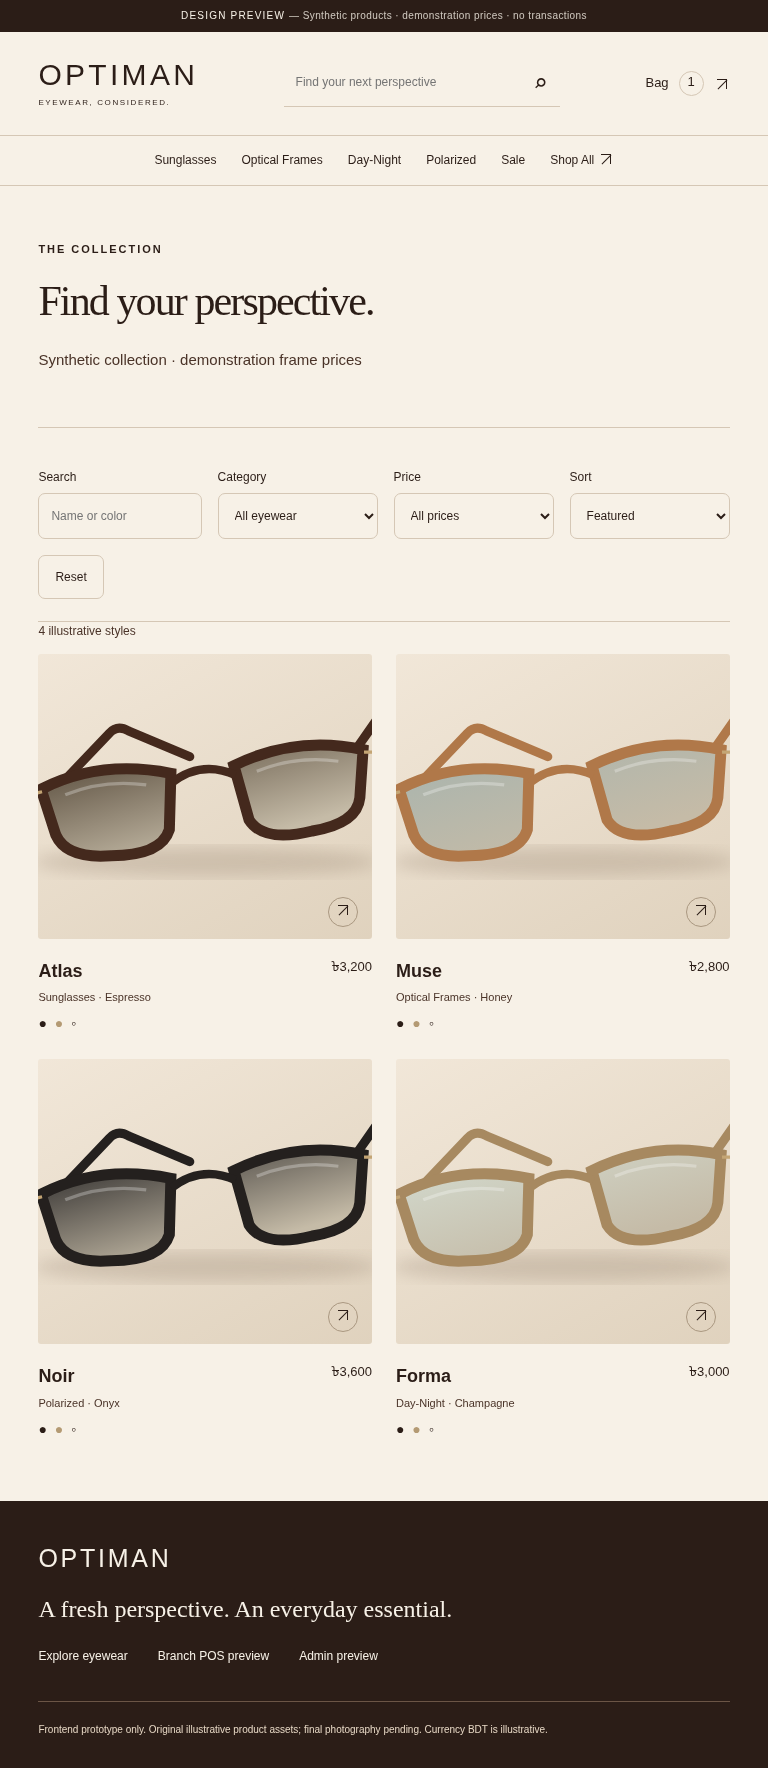 DESIGN PREVIEW — Synthetic products · demonstration prices · no transactions
OPTIMAN
EYEWEAR, CONSIDERED.
Find your next perspective
Bag 1
Sunglasses Optical Frames Day-Night Polarized Sale Shop All
THE COLLECTION
Find your perspective.
Synthetic collection · demonstration frame prices
Search Category Price Sort
Name or color All eyewear All prices Featured
Reset
4 illustrative styles
Atlas ৳3,200 Muse ৳2,800
Sunglasses · Espresso Optical Frames · Honey
Noir ৳3,600 Forma ৳3,000
Polarized · Onyx Day-Night · Champagne
OPTIMAN
A fresh perspective. An everyday essential.
Explore eyewear Branch POS preview Admin preview
Frontend prototype only. Original illustrative product assets; final photography pending. Currency BDT is illustrative.